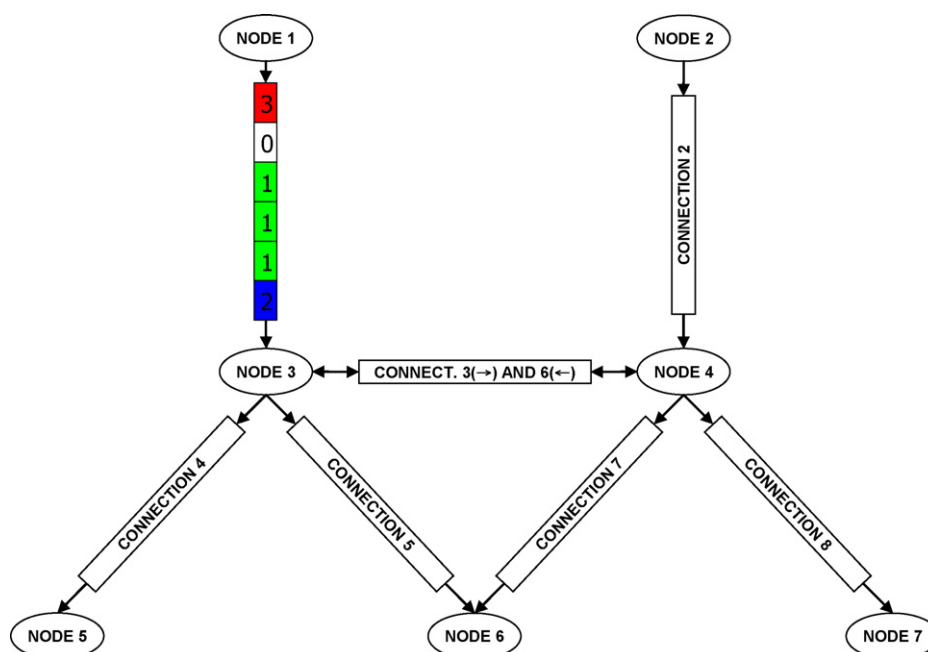 NODE 1
NODE 2
3
0
1
1
1
2
CONNECTION 2
NODE 3
CONNECT. 3(→) AND 6(←)
NODE 4
CONNECTION 4
CONNECTION 5
CONNECTION 7
CONNECTION 8
NODE 5
NODE 6
NODE 7